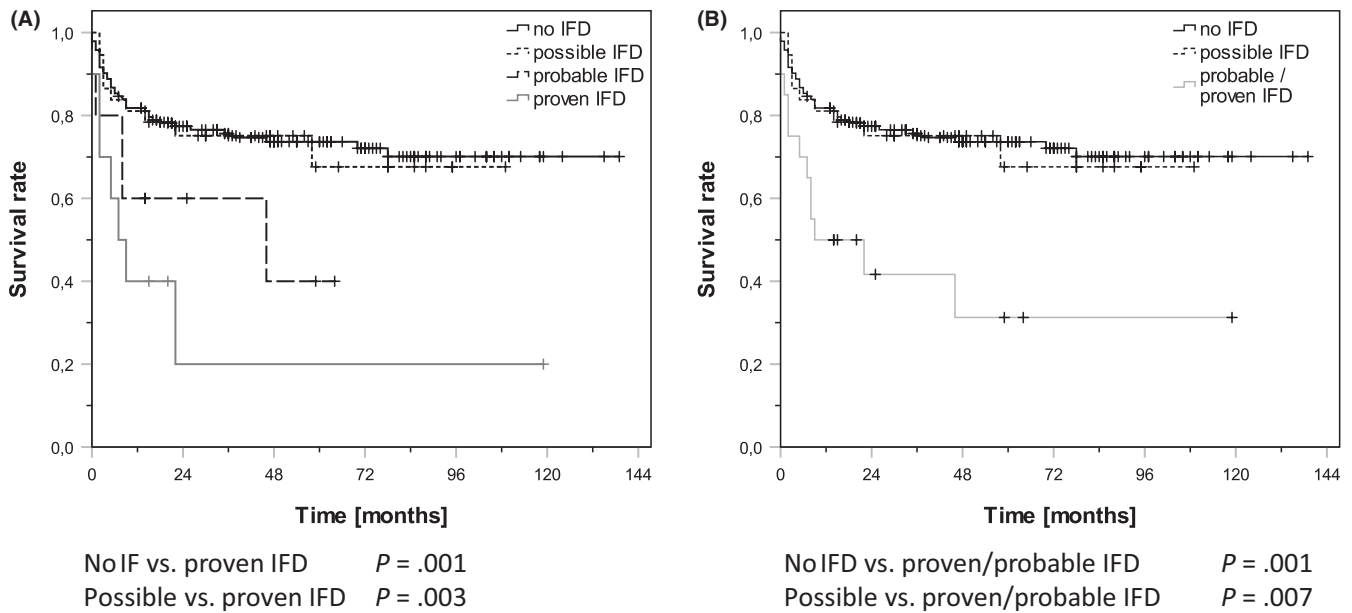 (A)
no IFD
possible IFD
probable IFD
proven IFD
1,0
0,8
0,6
0,4
0,2
0,0
Survival rate
0 24 48 72 96 120 144
Time [months]
No IF vs. proven IFD P = .001
Possible vs. proven IFD P = .003
(B)
no IFD
possible IFD
probable /
proven IFD
1,0
0,8
0,6
0,4
0,2
0,0
Survival rate
0 24 48 72 96 120 144
Time [months]
No IFD vs. proven/probable IFD P = .001
Possible vs. proven/probable IFD P = .007